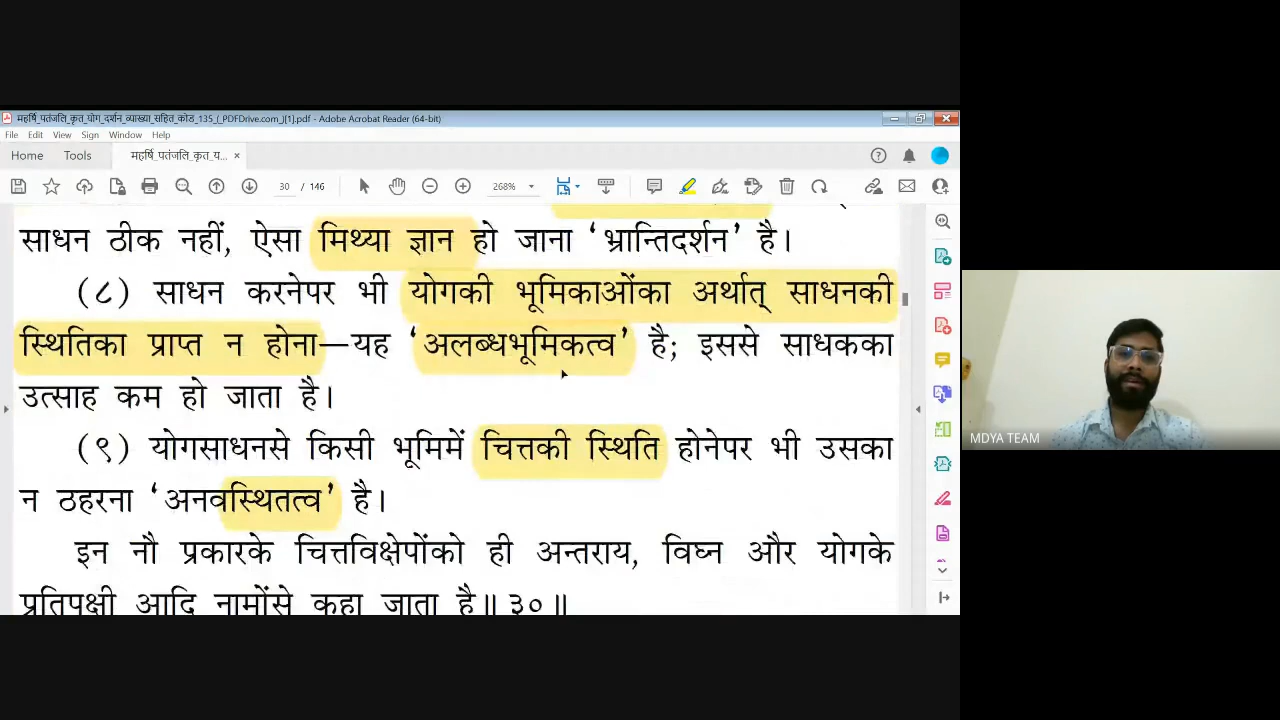 महर्षि_पतंजलि_कृत_योग_दर्शन_व्याख्या_सहित_कोड_135_(_PDFDrive.com_)[1].pdf - Adobe Acrobat Reader (64-bit)
File Edit View Sign Window Help
Home Tools महर्षि_पतंजलि_कृत_य... ×
30 / 146 268%
साधन ठीक नहीं, ऐसा मिथ्या ज्ञान हो जाना ‘भ्रान्तिदर्शन’ है।
(८) साधन करनेपर भी योगकी भूमिकाओंका अर्थात् साधनकी
स्थितिका प्राप्त न होना—यह ‘अलब्धभूमिकत्व’ है; इससे साधकका
उत्साह कम हो जाता है।
(९) योगसाधनसे किसी भूमिमें चित्तकी स्थिति होनेपर भी उसका
न ठहरना ‘अनवस्थितत्व’ है।
इन नौ प्रकारके चित्तविक्षेपोंको ही अन्तराय, विघ्न और योगके
प्रतिपक्षी आदि नामोंसे कहा जाता है॥ ३०॥
MDYA TEAM